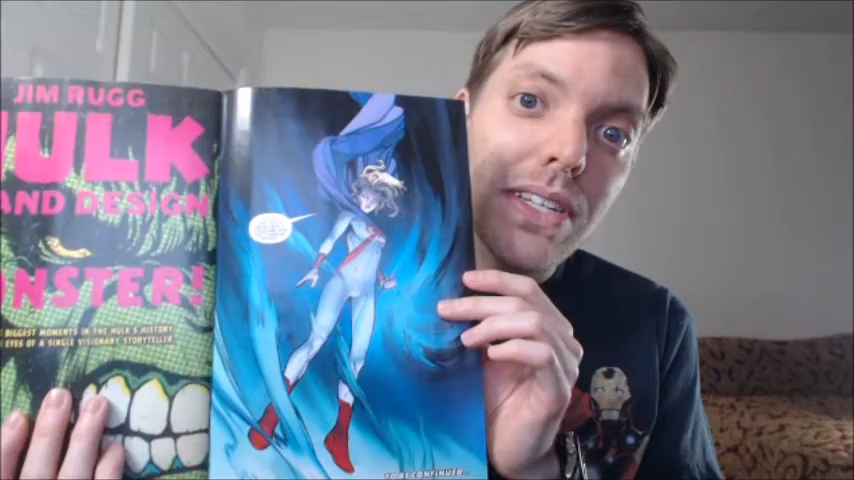 JIM RUGG
HULK
AND DESIGN
MONSTER!
BIGGEST MOMENTS IN THE HULK'S HISTORY
EYES OF A SINGLE VISIONARY STORYTELLER.
TO BE CONTINUED...